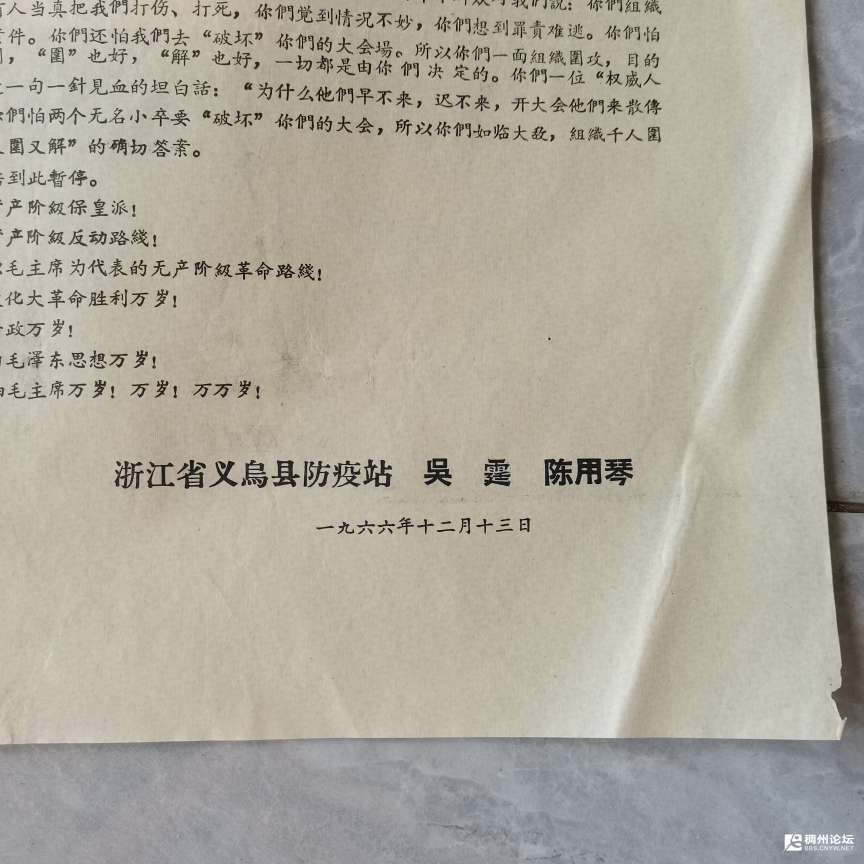 們組織
有人当真把我們打伤、打死，你們觉到情况不妙，你們想到罪責难逃。你們怕
件。你們还怕我們去“破坏”你們的大会場。所以你們一面組織圍攻，目的
，“圍”也好，“解”也好，一切都是由你們决定的。你們一位“权威人
一句一針見血的坦白話：“为什么他們早不来，迟不来，开大会他們来散傳
們怕两个无名小卒要“破坏”你們的大会，所以你們如临大敌，組織千人圍
圍又解”的确切答案。
到此暫停。
产阶級保皇派！
产阶級反动路綫！
毛主席为代表的无产阶級革命路綫！
化大革命胜利万岁！
政万岁！
毛澤东思想万岁！
毛主席万岁！万岁！万万岁！
浙江省义烏县防疫站 吳 霆 陈用琴
一九六六年十二月十三日
稠州论坛
BBS.CNYW.NET